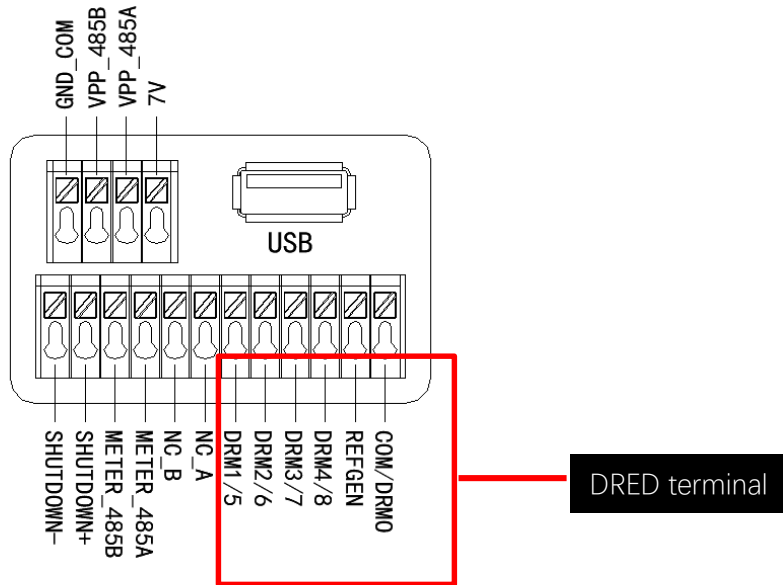 GND_COM
VPP_485B
VPP_485A
7V
USB
SHUTDOWN-
SHUTDOWN+
METER_485B
METER_485A
NC_B
NC_A
DRM1/5
DRM2/6
DRM3/7
DRM4/8
REFGEN
COM/DRMO
DRED terminal